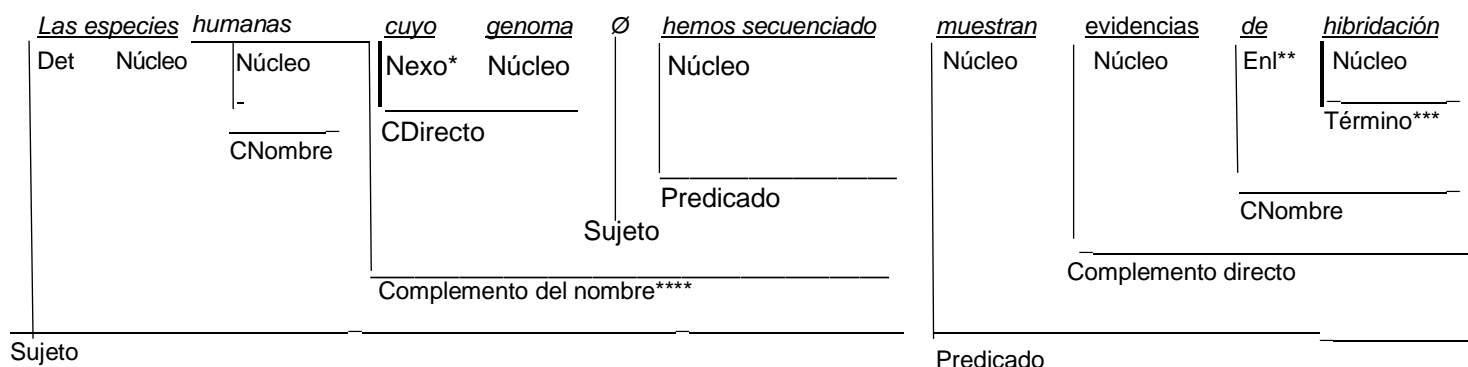 Las especies humanas cuyo genoma Ø hemos secuenciado muestran evidencias de hibridación
Det Núcleo Núcleo Nexo* Núcleo Núcleo Núcleo Núcleo Enl** Núcleo
CDirecto Término***
CNombre
Predicado CNombre
Sujeto
Complemento directo
Complemento del nombre****
Sujeto Predicado